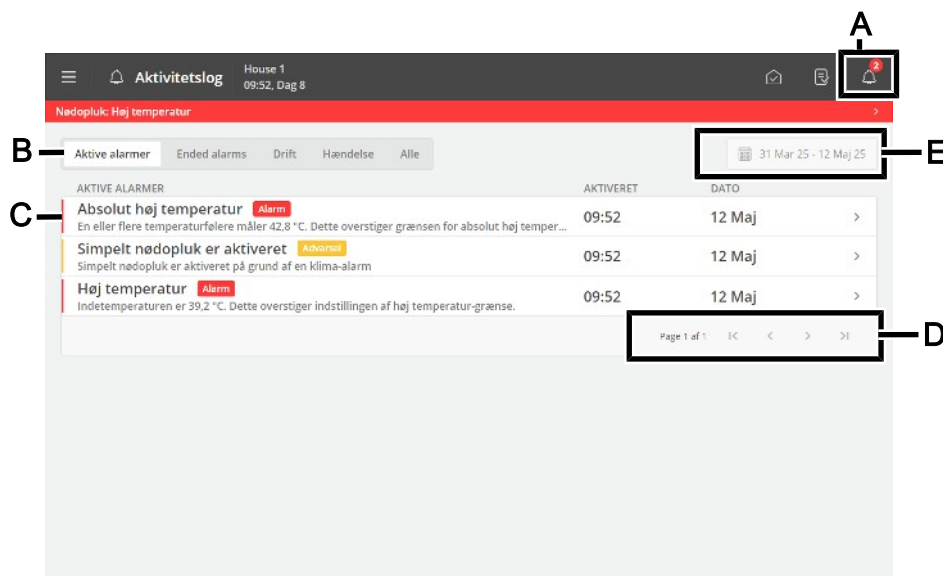 A
Aktivitetslog
House 1
09:52, Dag 8
2
Nødopluk: Høj temperatur
B
Aktive alarmer Ended alarms Drift Hændelse Alle
31 Mar 25 - 12 Maj 25
E
AKTIVE ALARMER AKTIVERET DATO
C
Absolut høj temperatur Alarm 09:52 12 Maj
En eller flere temperaturfølere måler 42,8 °C. Dette overstiger grænsen for absolut høj temper...
Simpelt nødopluk er aktiveret Advarsel 09:52 12 Maj
Simpelt nødopluk er aktiveret på grund af en klima-alarm
Høj temperatur Alarm 09:52 12 Maj
Indetemperaturen er 39,2 °C. Dette overstiger indstillingen af høj temperatur-grænse.
Page 1 af 1
D